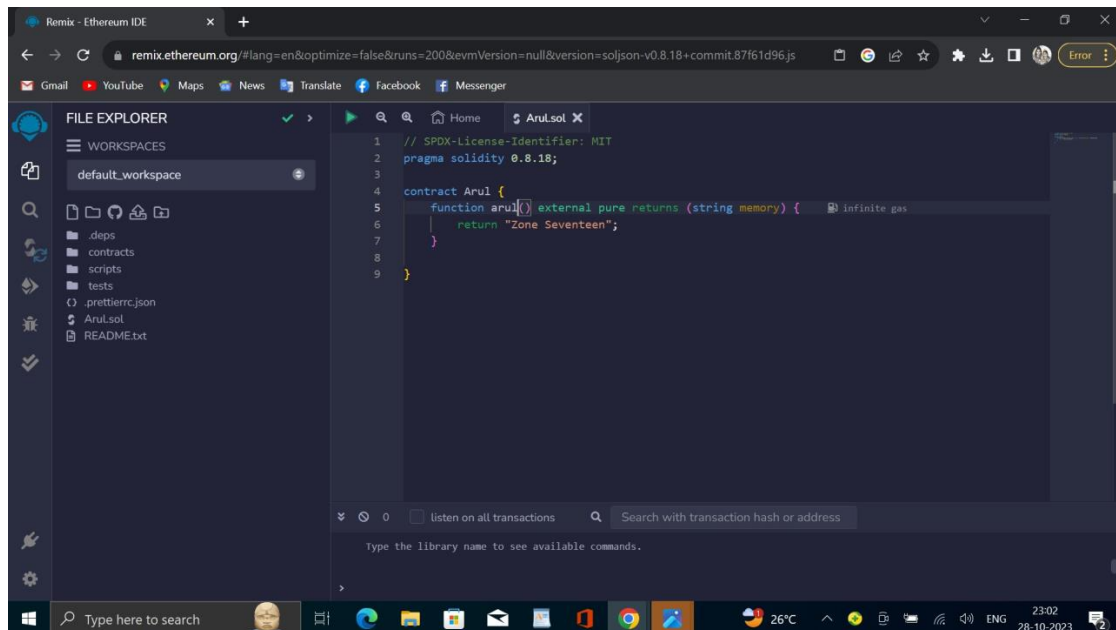 Remix - Ethereum IDE
remix.ethereum.org/#lang=en&optimize=false&runs=200&evmVersion=null&version=soljson-v0.8.18+commit.87f61d96.js
Error
Gmail YouTube Maps News Translate Facebook Messenger
FILE EXPLORER
WORKSPACES
default_workspace
.deps
contracts
scripts
tests
.prettierrc.json
Arul.sol
README.txt
Home Arul.sol
1 // SPDX-License-Identifier: MIT
2 pragma solidity 0.8.18;
3
4 contract Arul {
5 function arul() external pure returns (string memory) { infinite gas
6 return "Zone Seventeen";
7 }
8
9 }
0 listen on all transactions Search with transaction hash or address
Type the library name to see available commands.
>
Type here to search 26°C ENG 23:02
28-10-2023 2